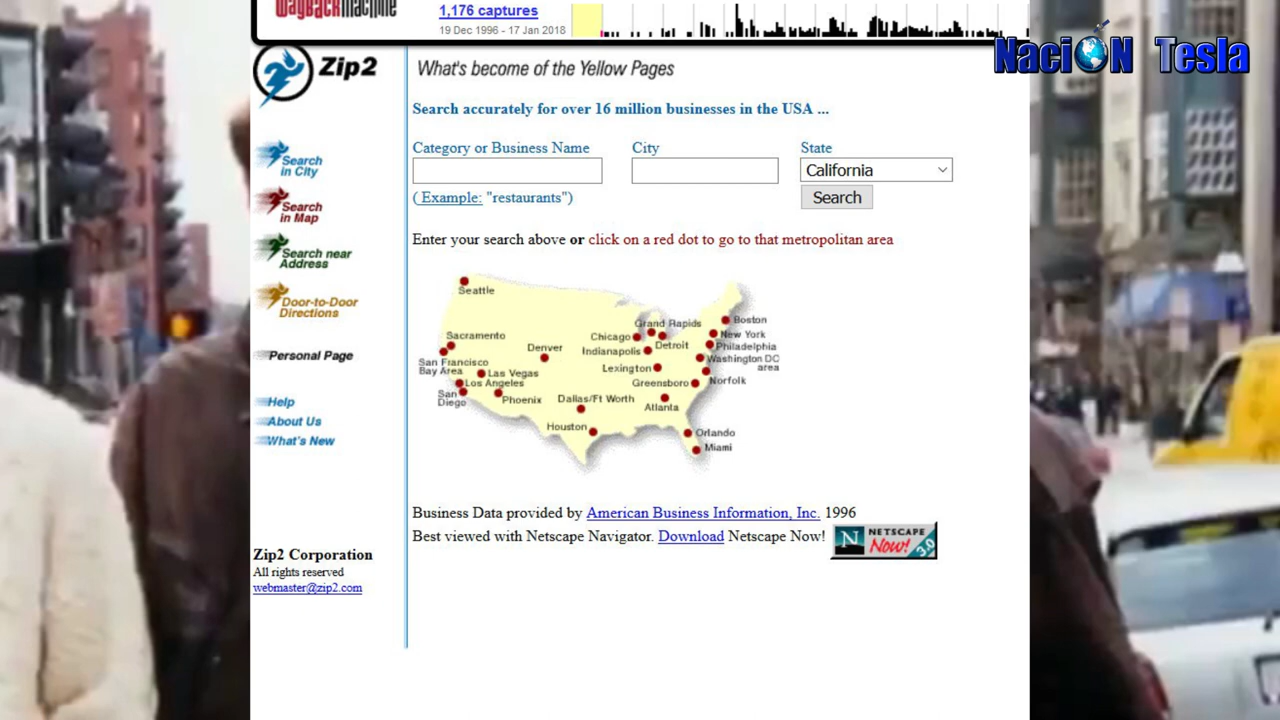 WayBackMachine
1,176 captures
19 Dec 1996 - 17 Jan 2018
NacioN Tesla
Zip2
What's become of the Yellow Pages
Search accurately for over 16 million businesses in the USA ...
Category or Business Name
City
State
California
( Example: "restaurants")
Search
Enter your search above or click on a red dot to go to that metropolitan area
Search
in City
Search
in Map
Search near
Address
Door-to-Door
Directions
Personal Page
Help
About Us
What's New
Seattle
Sacramento
San Francisco
Bay Area
Las Vegas
Los Angeles
San
Diego
Phoenix
Denver
Dallas/Ft Worth
Houston
Chicago
Grand Rapids
Detroit
Indianapolis
Lexington
Greensboro
Atlanta
Boston
New York
Philadelphia
Washington DC
area
Norfolk
Orlando
Miami
Business Data provided by American Business Information, Inc. 1996
Best viewed with Netscape Navigator. Download Netscape Now!
N NETSCAPE
Now! 3.0
Zip2 Corporation
All rights reserved
webmaster@zip2.com